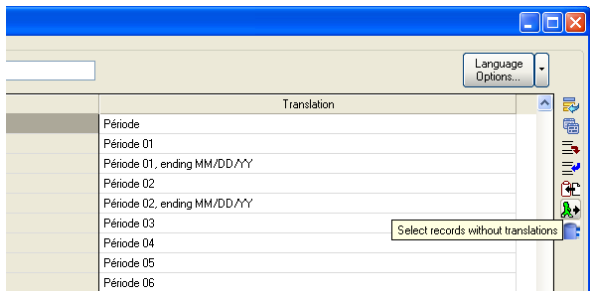 Language
Options...
Translation
Période
Période 01
Période 01, ending MM/DD/YY
Période 02
Période 02, ending MM/DD/YY
Période 03
Select records without translations
Période 04
Période 05
Période 06